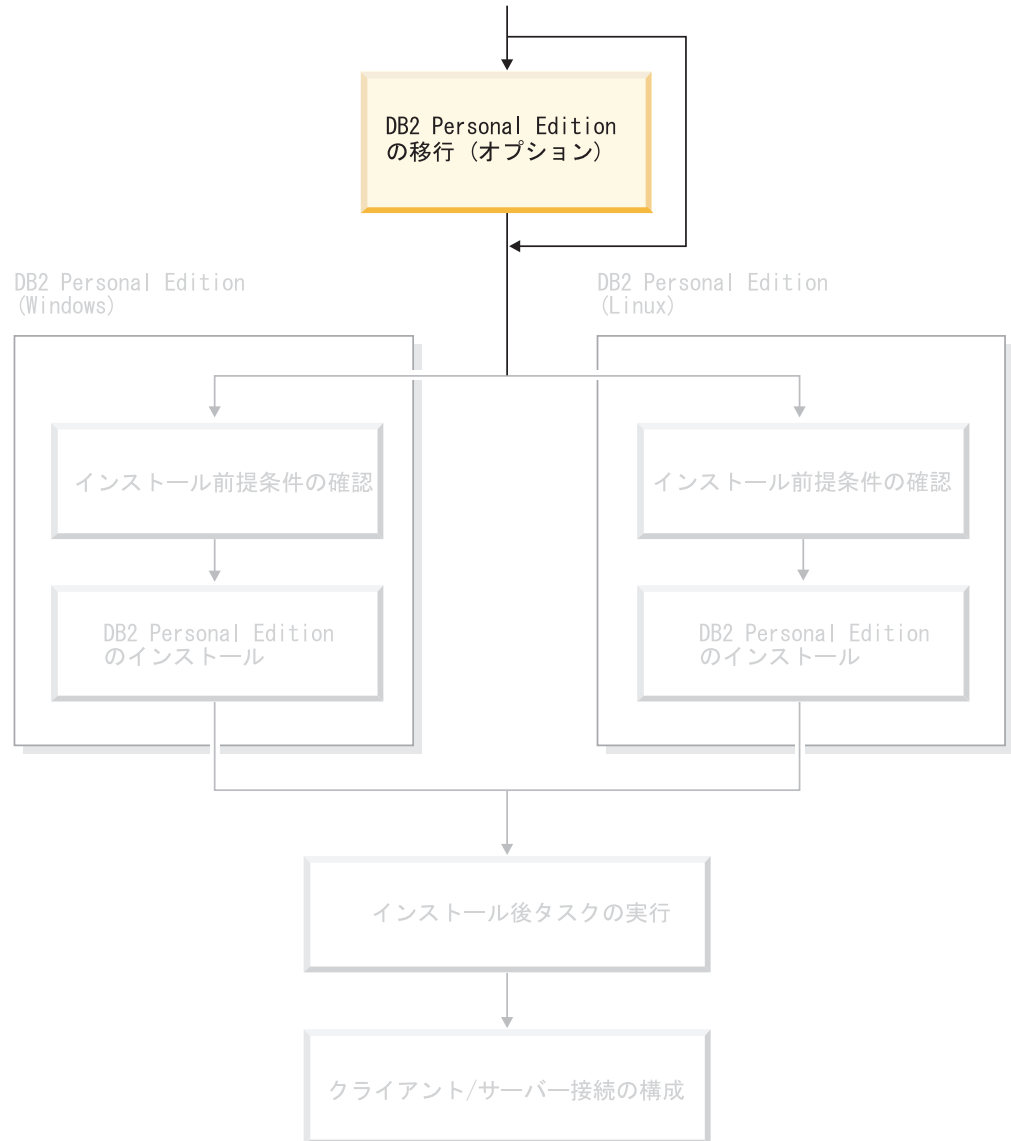 DB2 Personal Edition
の移行 (オプション)
DB2 Personal Edition
(Windows)
DB2 Personal Edition
(Linux)
インストール前提条件の確認
インストール前提条件の確認
DB2 Personal Edition
のインストール
DB2 Personal Edition
のインストール
インストール後タスクの実行
クライアント/サーバー接続の構成